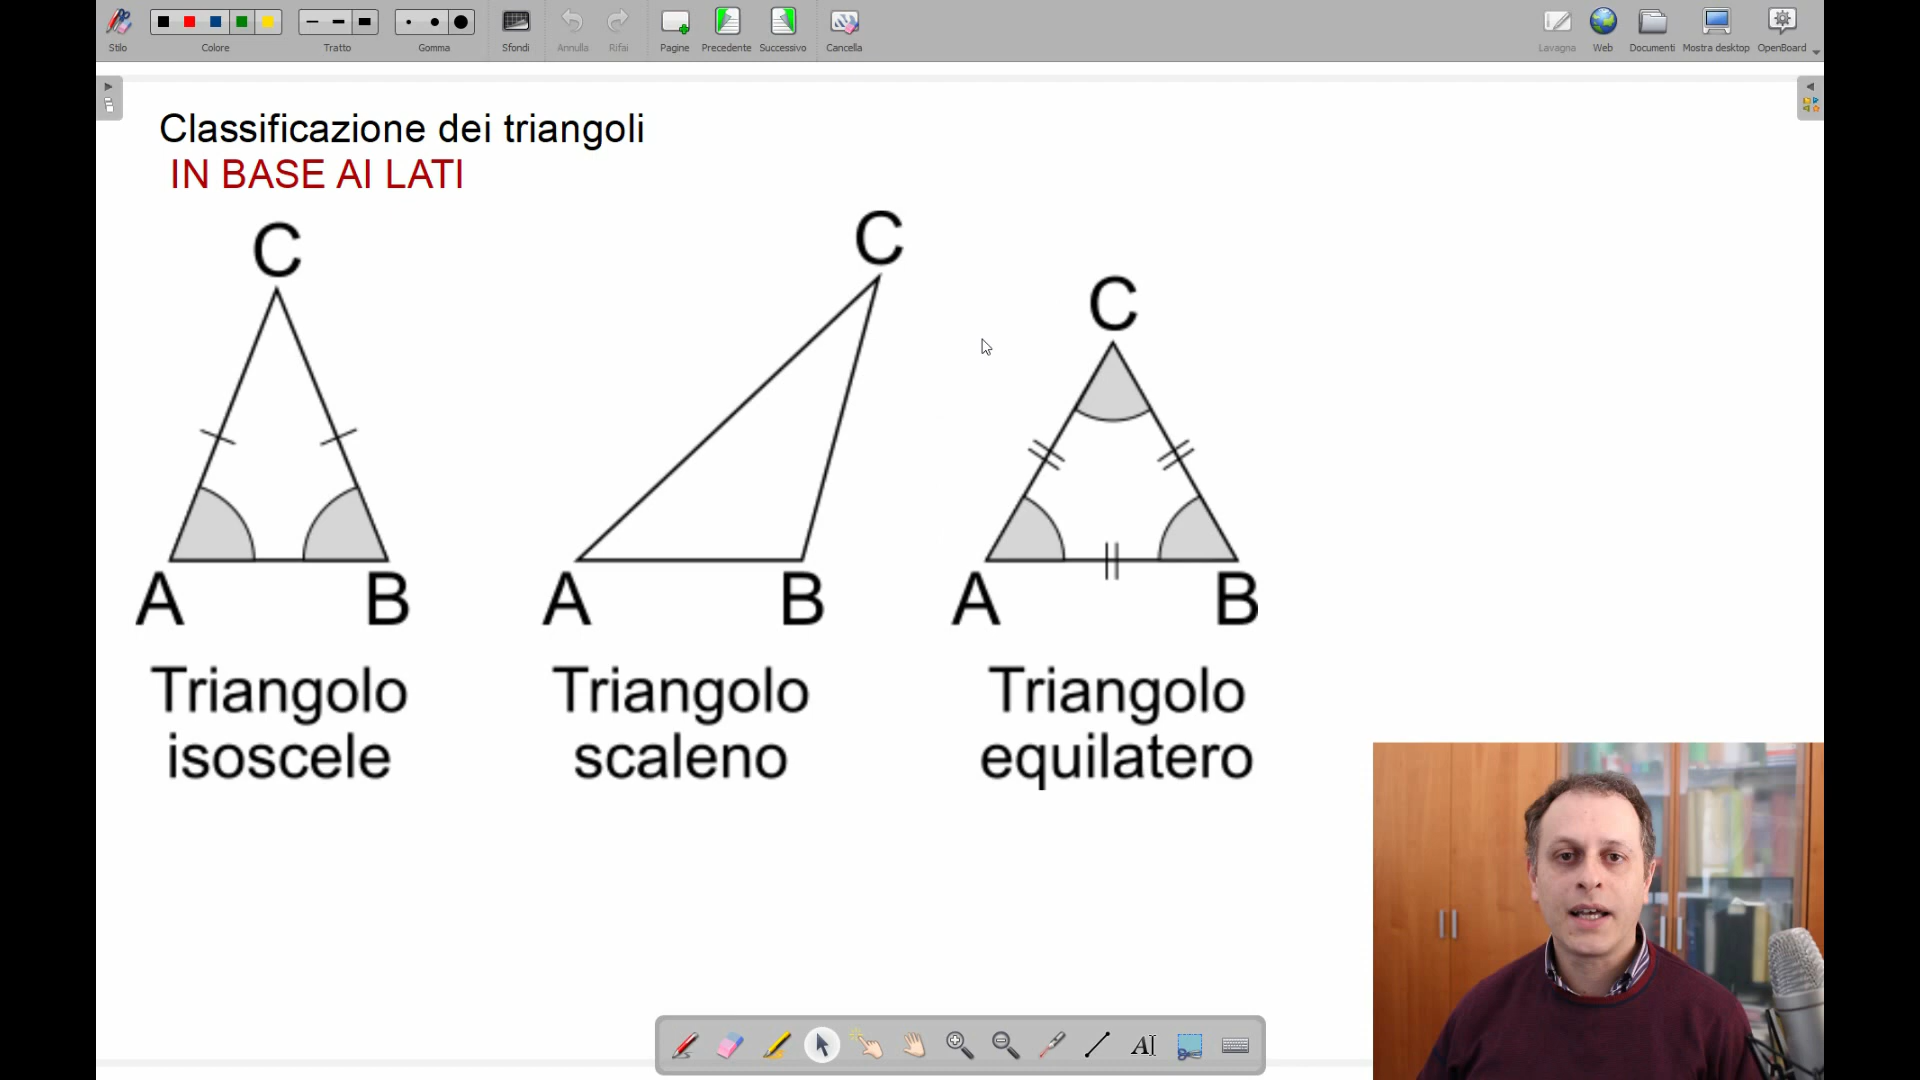 Stilo
Colore
Tratto
Gomma
Sfondi
Annulla
Rifai
Pagine
Precedente
Successivo
Cancella
Lavagna
Web
Documenti
Mostra desktop
OpenBoard
Classificazione dei triangoli
IN BASE AI LATI
C
A
B
Triangolo
isoscele
C
A
B
Triangolo
scaleno
C
A
B
Triangolo
equilatero
AI